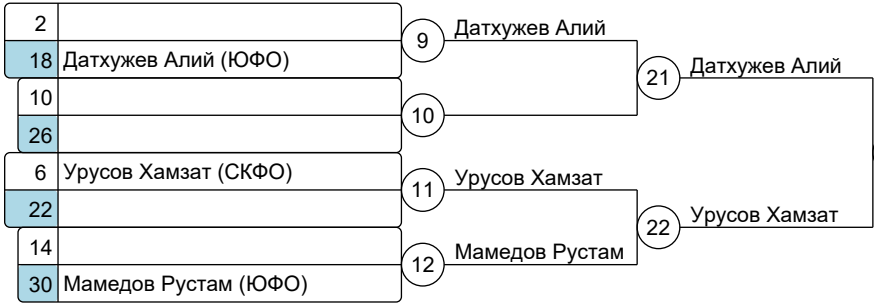 2
18 Датхужев Алий (ЮФО)
9 Датхужев Алий
10
26
10
21 Датхужев Алий
6 Урусов Хамзат (СКФО)
22
11 Урусов Хамзат
14
30 Мамедов Рустам (ЮФО)
12 Мамедов Рустам
22 Урусов Хамзат